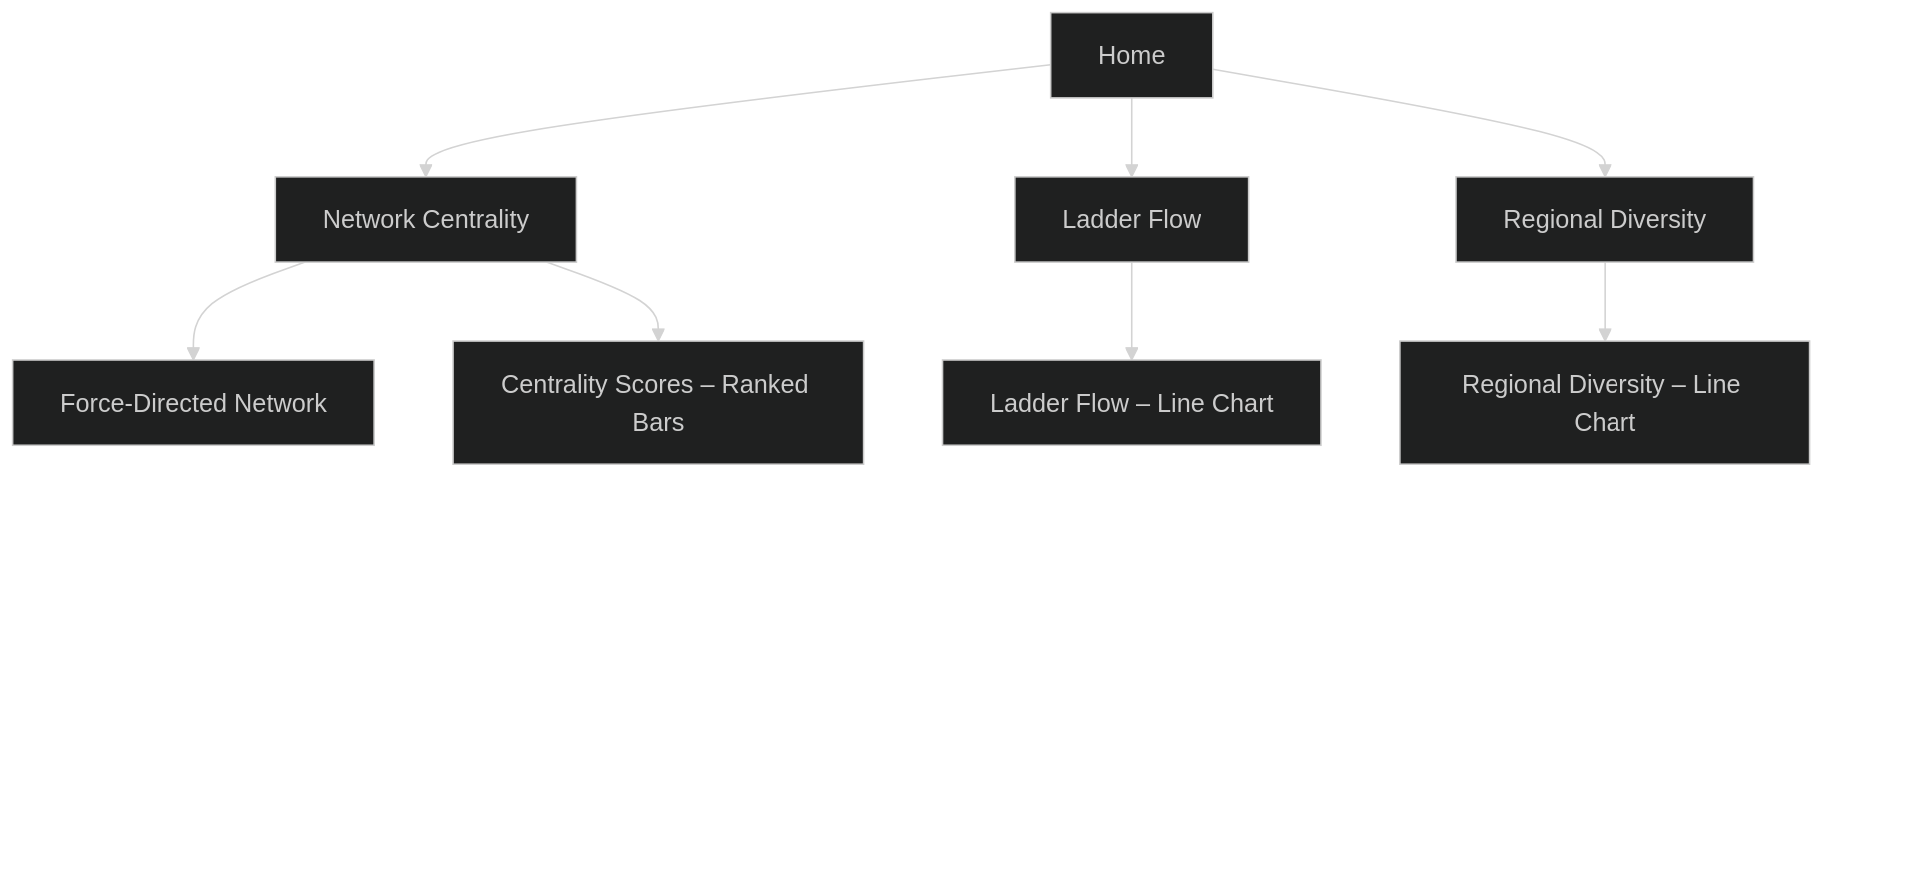 Home
Network Centrality
Ladder Flow
Regional Diversity
Force-Directed Network
Centrality Scores – Ranked
Bars
Ladder Flow – Line Chart
Regional Diversity – Line
Chart